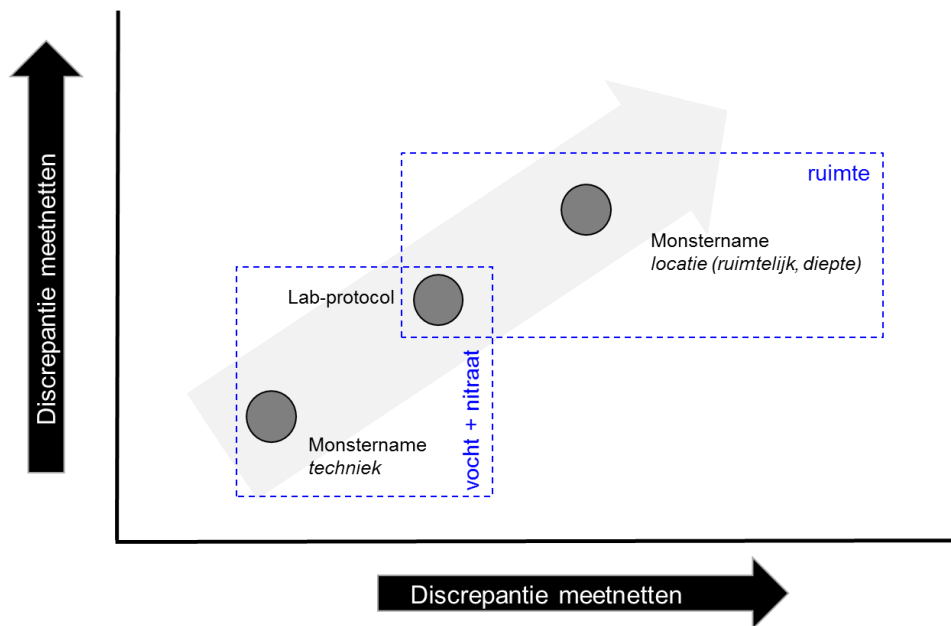 Discrepantie meetnetten
ruimte
Monstername
locatie (ruimtelijk, diepte)
Lab-protocol
vocht + nitraat
Monstername
techniek
Discrepantie meetnetten